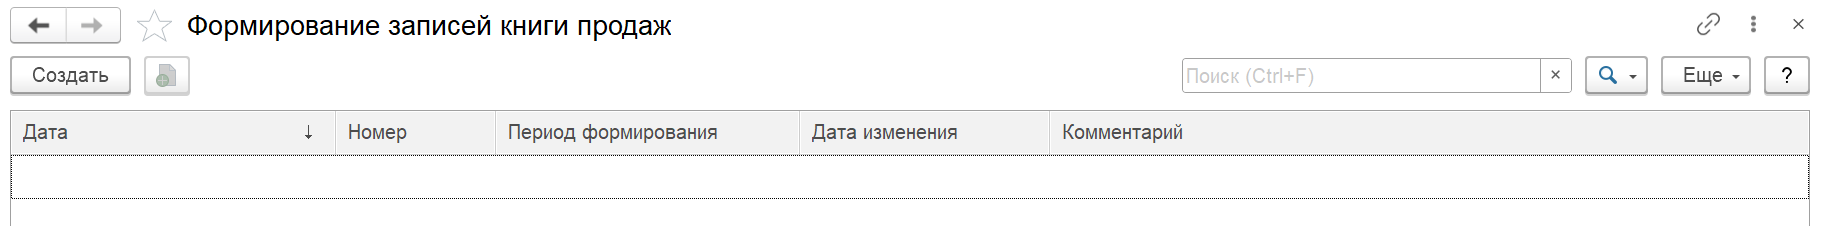 Формирование записей книги продаж
Создать
Поиск (Ctrl+F)
×
Еще
?
Дата ↓ Номер Период формирования Дата изменения Комментарий